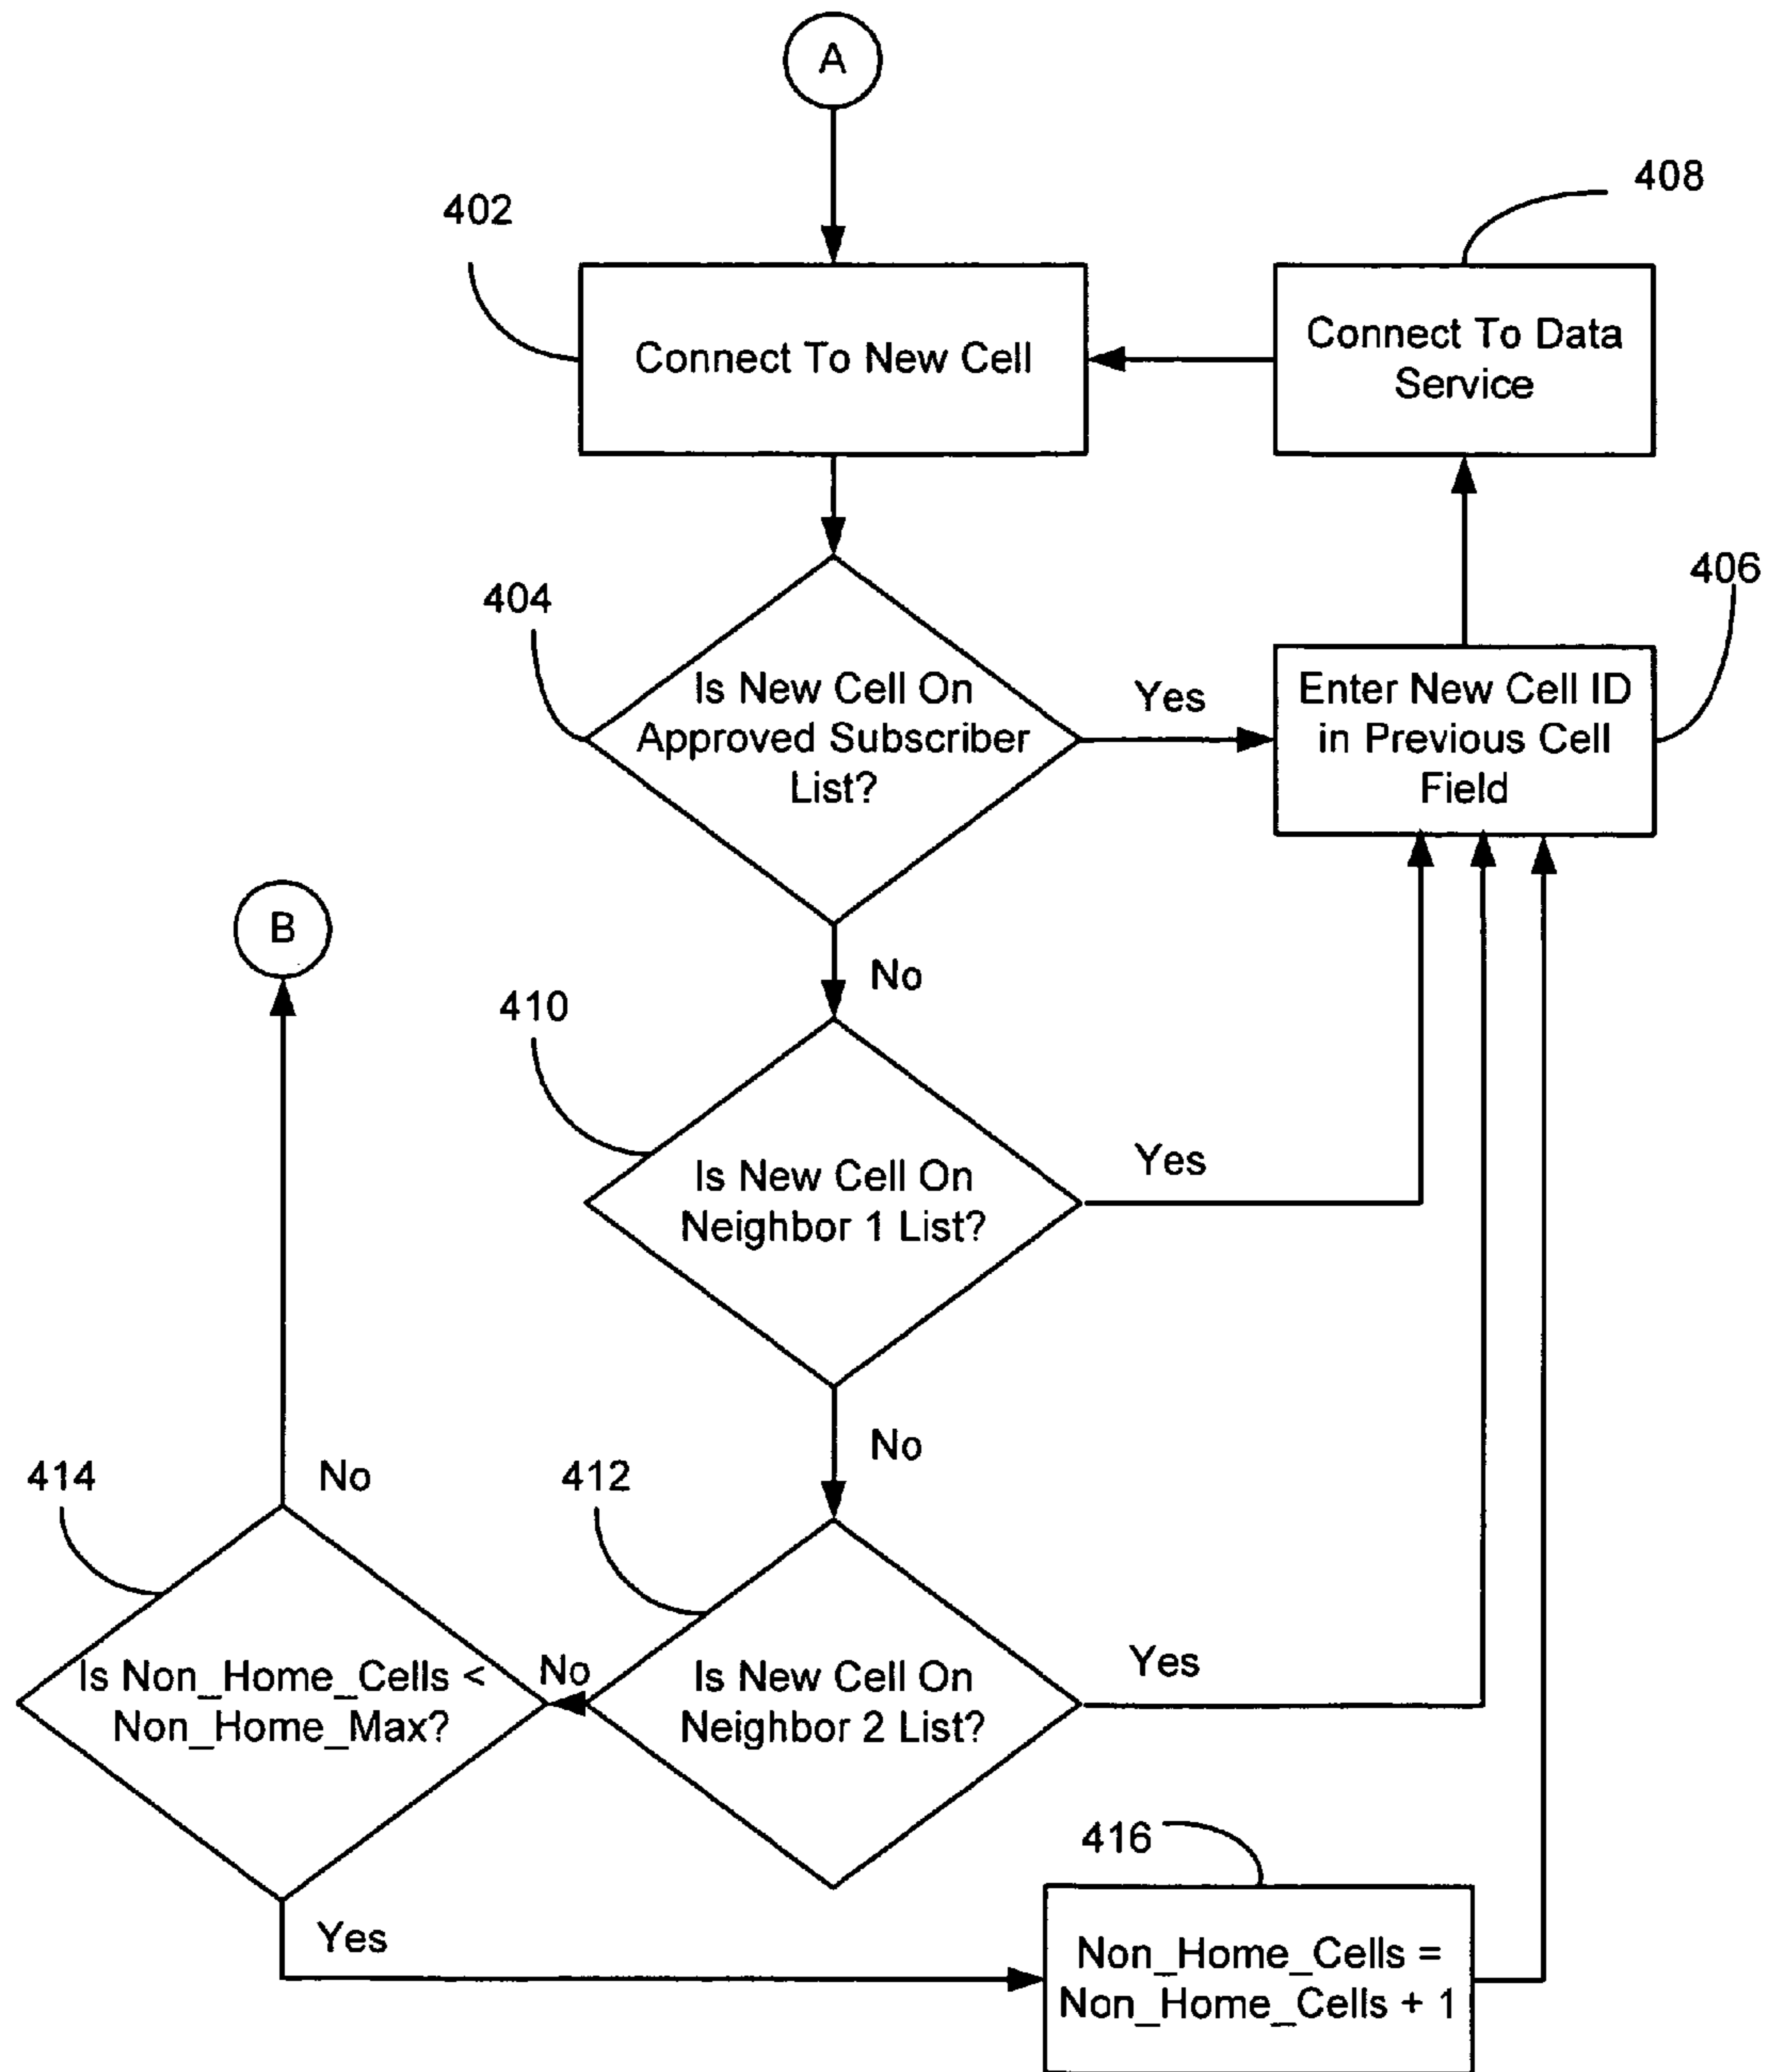 A
408
402
Connect To New Cell
Connect To Data
Service
406
404
Is New Cell On
Approved Subscriber
List?
Yes
Enter New Cell ID
in Previous Cell
Field
B
No
410
Is New Cell On
Neighbor 1 List?
Yes
No
414
No
412
Is Non_Home_Cells <
Non_Home_Max?
No
Is New Cell On
Neighbor 2 List?
Yes
416
Yes
Non_Home_Cells =
Non_Home_Cells + 1